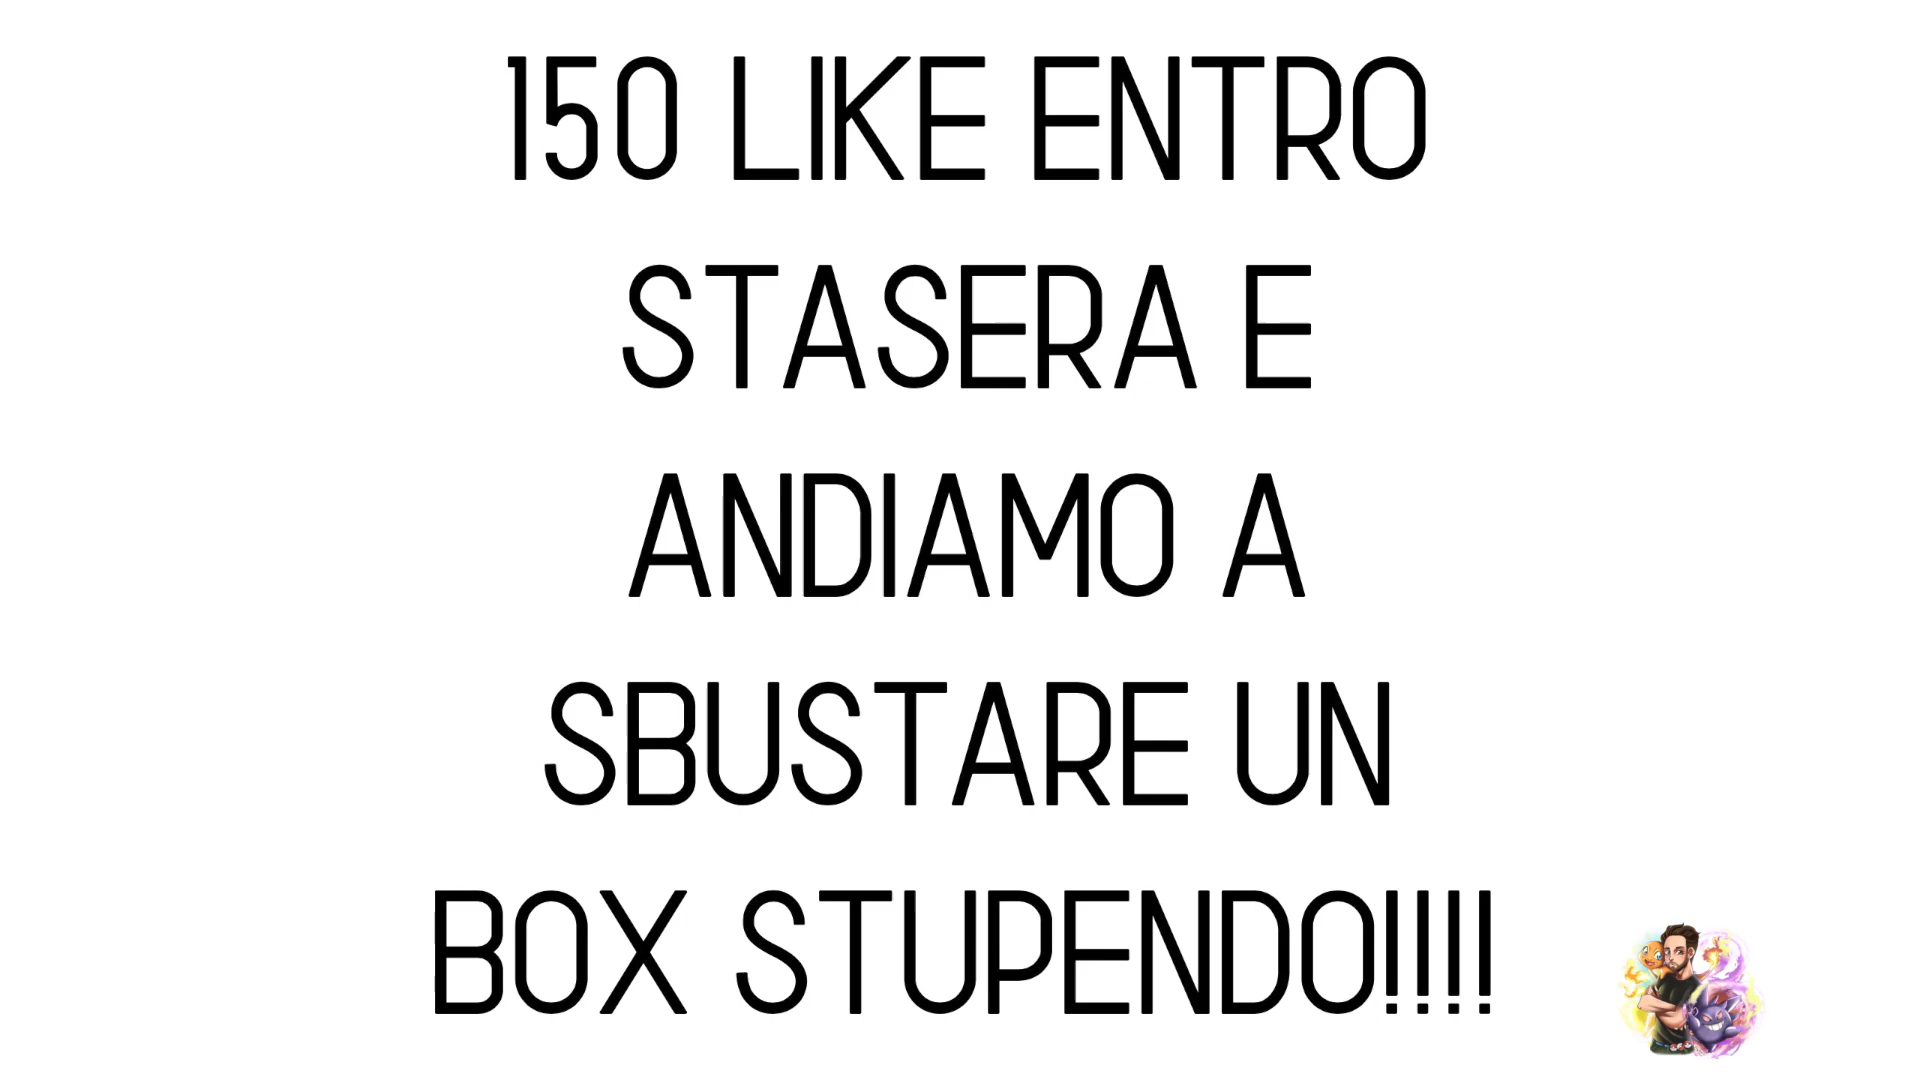 150 LIKE ENTRO
STASERA E
ANDIAMO A
SBUSTARE UN
BOX STUPENDO!!!!